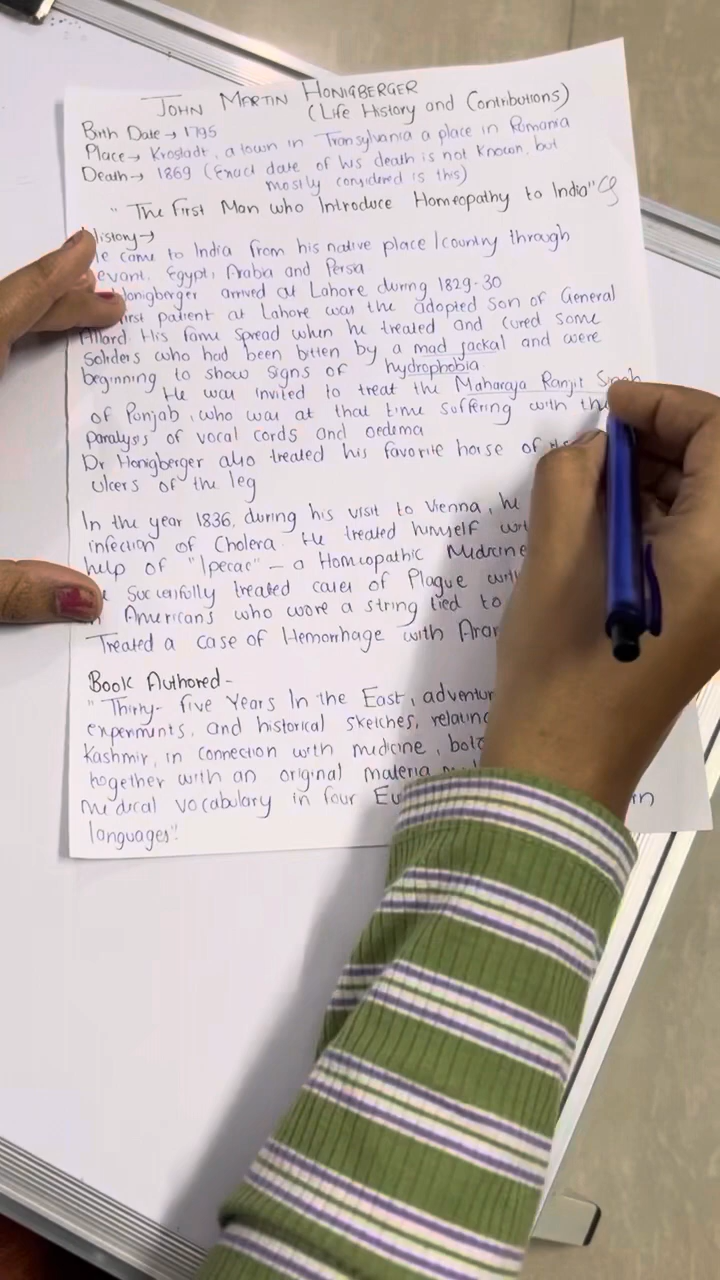 JOHN MARTIN HONIGBERGER
(Life History and Contributions)
Birth Date → 1795
Place → Krostadt, a town in Transylvania a place in Romania
Death → 1869 (Exact date of his death is not known, but
mostly considered is this)
"The First Man who Introduce Homeopathy to India"
History →
He came to India from his native place/country through
Levant, Egypt, Arabia and Persa
Honigberger arrived at Lahore during 1829-30
first patient at Lahore was the adopted son of General
Allard. His fame spread when he treated and cured some
Soliders who had been bitten by a mad jackal and were
beginning to show signs of hydrophobia
He was invited to treat the Maharaja Ranjit Singh
of Punjab, who was at that time suffering with the
paralysis of vocal cords and oedema
Dr Honigberger also treated his favorite horse of
Ulcers of the leg
In the year 1836, during his visit to Vienna, he
infection of Cholera. He treated himself
help of "Ipecac" - a Homeopathic Medicine
Successfully treated cases of Plague
Americans who wore a string tied to
Treated a case of Hemorrhage with
Book Authored -
"Thirty-five Years In the East,
experiments, and historical sketches,
Kashmir, in connection with medicine,
together with an original materia
medical vocabulary in four
languages".